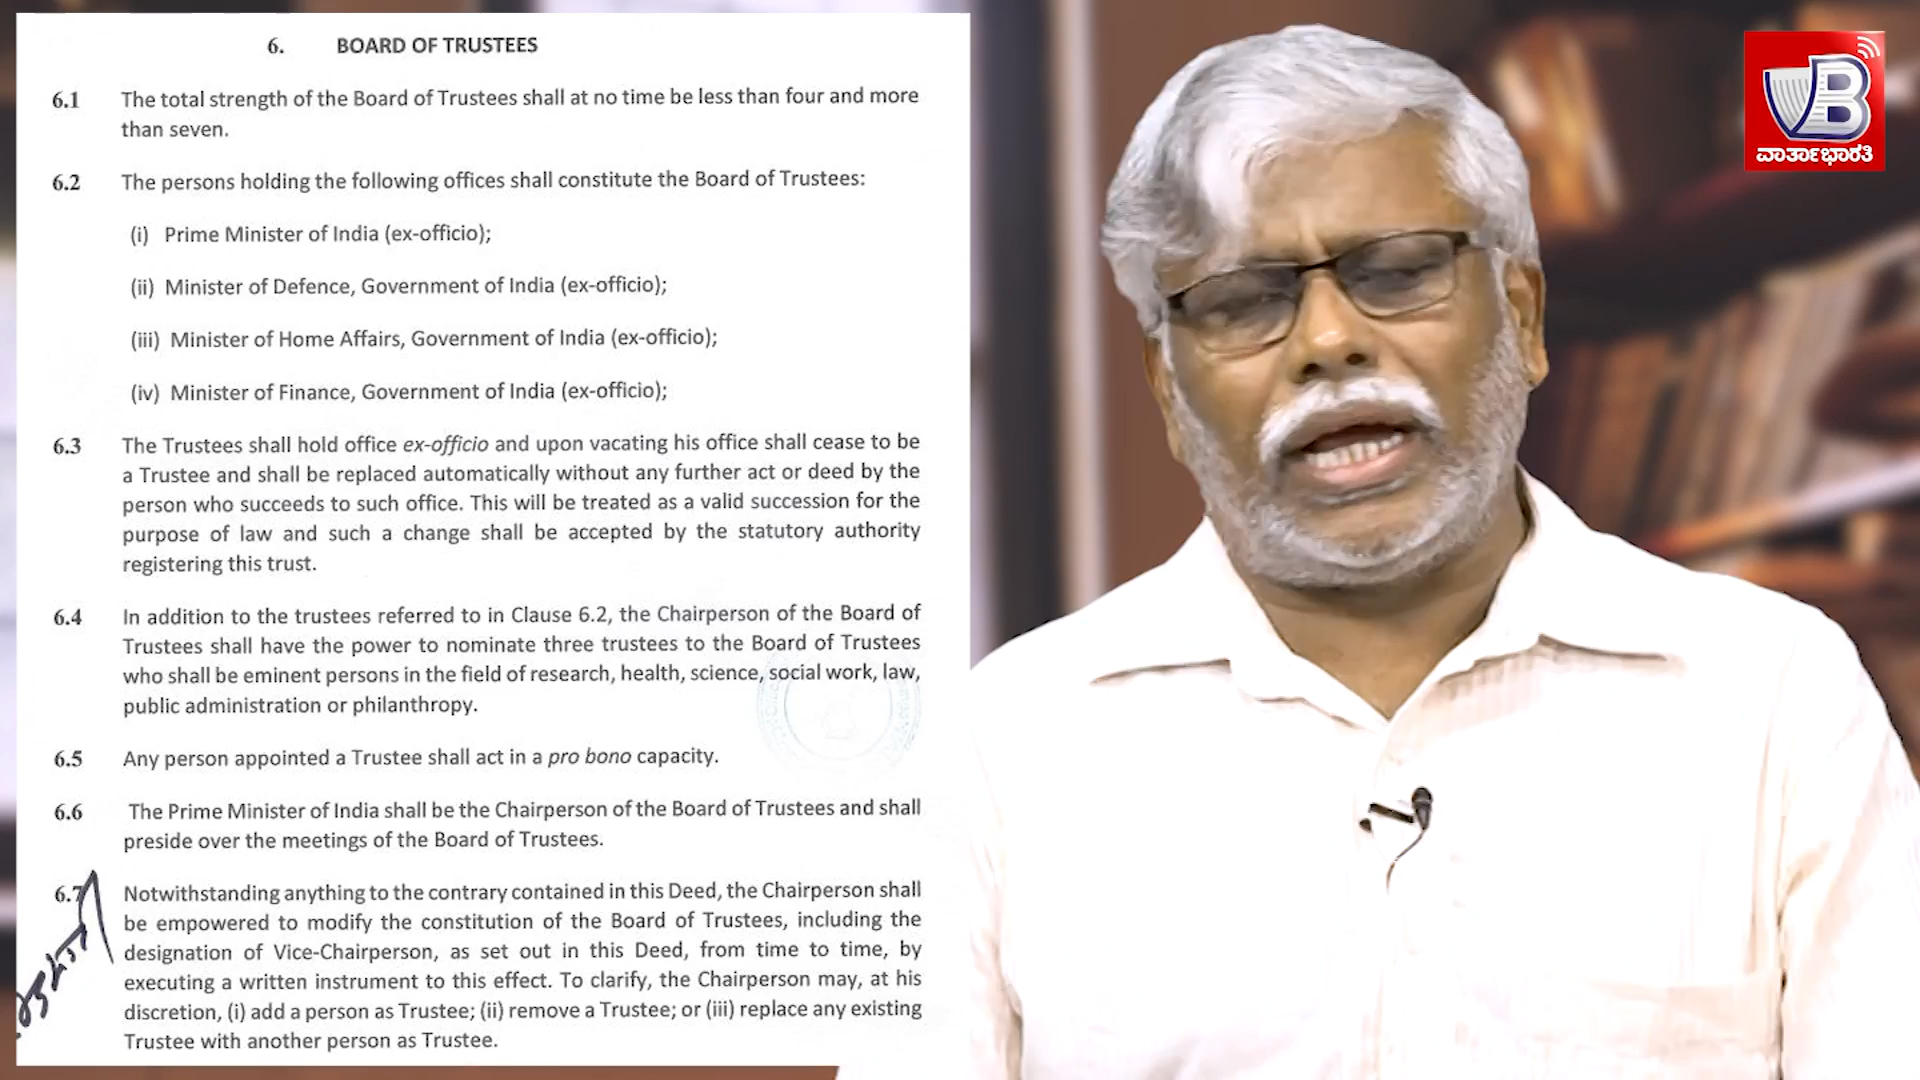 6. BOARD OF TRUSTEES
6.1 The total strength of the Board of Trustees shall at no time be less than four and more
than seven.
6.2 The persons holding the following offices shall constitute the Board of Trustees:
(i) Prime Minister of India (ex-officio);
(ii) Minister of Defence, Government of India (ex-officio);
(iii) Minister of Home Affairs, Government of India (ex-officio);
(iv) Minister of Finance, Government of India (ex-officio);
6.3 The Trustees shall hold office ex-officio and upon vacating his office shall cease to be
a Trustee and shall be replaced automatically without any further act or deed by the
person who succeeds to such office. This will be treated as a valid succession for the
purpose of law and such a change shall be accepted by the statutory authority
registering this trust.
6.4 In addition to the trustees referred to in Clause 6.2, the Chairperson of the Board of
Trustees shall have the power to nominate three trustees to the Board of Trustees
who shall be eminent persons in the field of research, health, science, social work, law,
public administration or philanthropy.
6.5 Any person appointed a Trustee shall act in a pro bono capacity.
6.6 The Prime Minister of India shall be the Chairperson of the Board of Trustees and shall
preside over the meetings of the Board of Trustees.
6.7 Notwithstanding anything to the contrary contained in this Deed, the Chairperson shall
be empowered to modify the constitution of the Board of Trustees, including the
designation of Vice-Chairperson, as set out in this Deed, from time to time, by
executing a written instrument to this effect. To clarify, the Chairperson may, at his
discretion, (i) add a person as Trustee; (ii) remove a Trustee; or (iii) replace any existing
Trustee with another person as Trustee.
B
ವಾರ್ತಾಭಾರತಿ